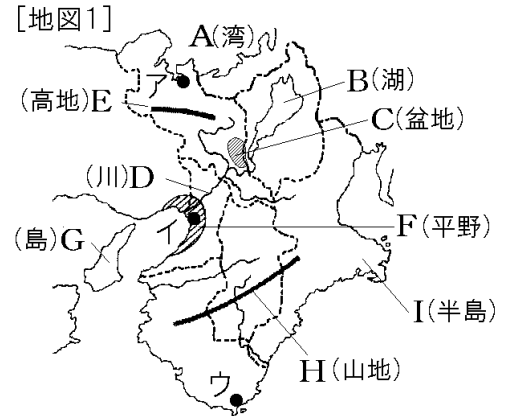 [地図1]
A(湾)
ア
B(湖)
(高地)E
C(盆地)
(川)D
イ
F(平野)
(島)G
I(半島)
H(山地)
ウ